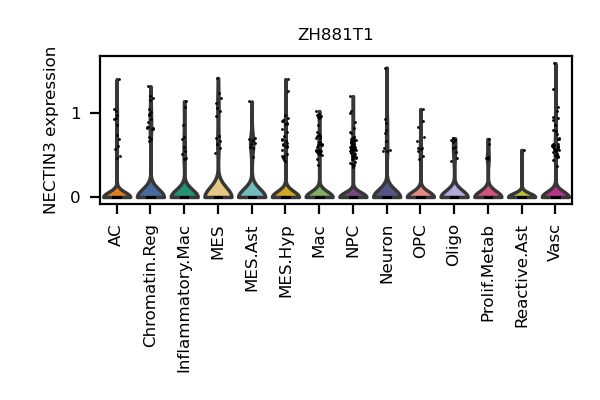 ZH881T1
NECTIN3 expression
1
0
AC
Chromatin.Reg
Inflammatory.Mac
MES
MES.Ast
MES.Hyp
Mac
NPC
Neuron
OPC
Oligo
Prolif.Metab
Reactive.Ast
Vasc